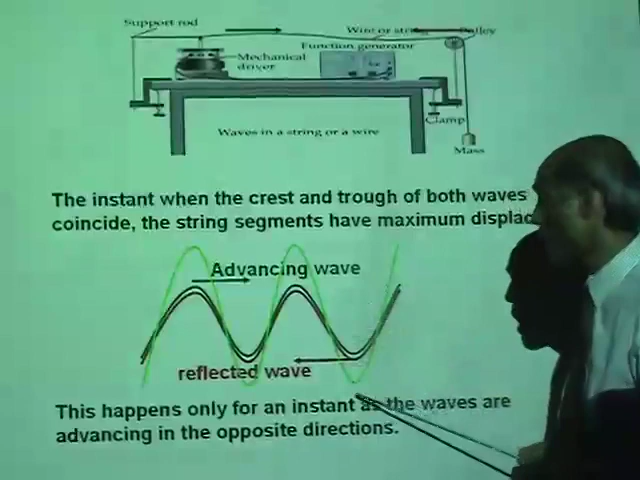 Support rod
Wire or string
Pulley
Function generator
Mechanical
driver
Clamp
Waves in a string or a wire
Mass
The instant when the crest and trough of both waves
coincide, the string segments have maximum displac
Advancing wave
reflected wave
This happens only for an instant as the waves are
advancing in the opposite directions.